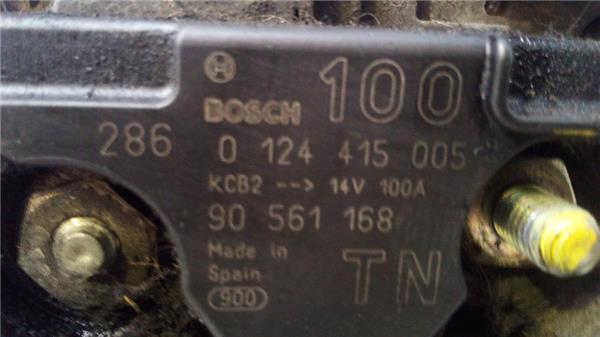 100
BOSCH
286 0 124 415 005
KCB2 --> 14V 100A
90 561 168
Made in
Spain
TN
900